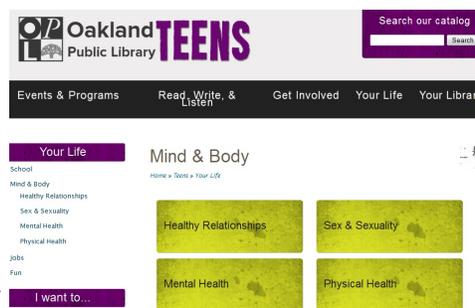 OPL
Oakland
Public Library
TEENS
Search our catalog
Search
Events & Programs
Read, Write, &
Listen
Get Involved
Your Life
Your Librar
Your Life
School
Mind & Body
Healthy Relationships
Sex & Sexuality
Mental Health
Physical Health
Jobs
Fun
I want to...
Mind & Body
Home » Teens » Your Life
Healthy Relationships
Sex & Sexuality
Mental Health
Physical Health